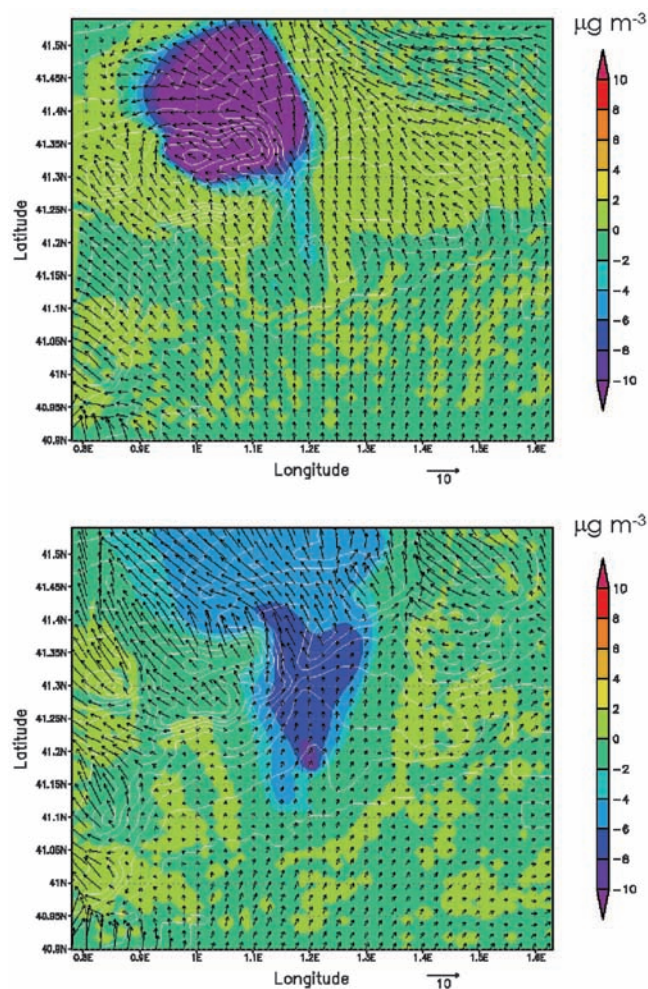 μg m-3
41.5N
41.45N
41.4N
41.35N
41.3N
41.25N
41.2N
41.15N
41.1N
41.05N
41N
40.95N
40.9N
Latitude
10
8
6
4
2
0
-2
-4
-6
-8
-10
0.8E 0.9E 1E 1.1E 1.2E 1.3E 1.4E 1.5E 1.6E
Longitude
10
μg m-3
41.5N
41.45N
41.4N
41.35N
41.3N
41.25N
41.2N
41.15N
41.1N
41.05N
41N
40.95N
40.9N
Latitude
10
8
6
4
2
0
-2
-4
-6
-8
-10
0.8E 0.9E 1E 1.1E 1.2E 1.3E 1.4E 1.5E 1.6E
Longitude
10